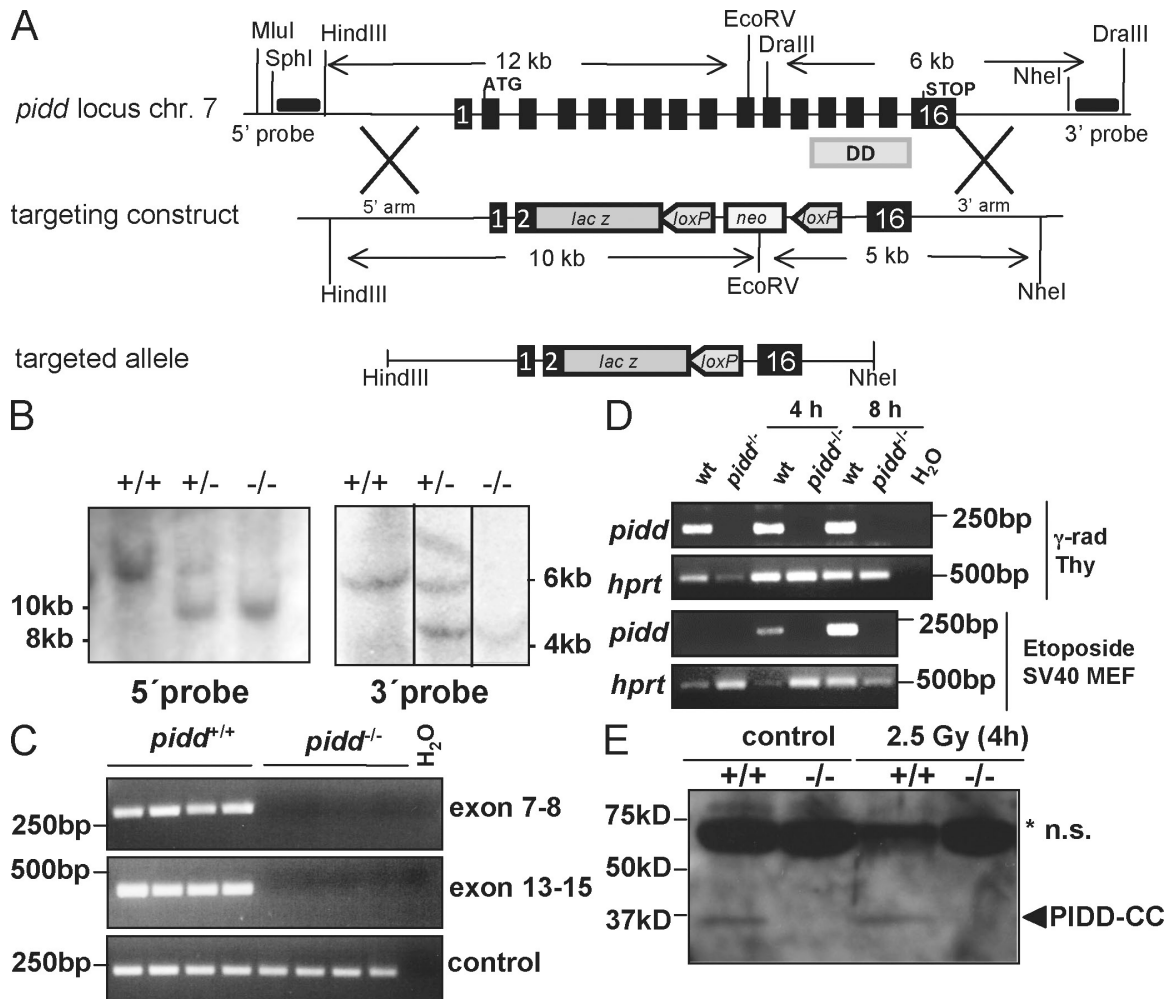 A
MluI
SphI
HindIII
12 kb
EcoRV
DraIII
6 kb
DraIII
NheI
ATG
STOP
pidd locus chr. 7
1
16
5' probe
3' probe
DD
5' arm
3' arm
targeting construct
1 2 lac z loxP neo loxP 16
10 kb
5 kb
HindIII
EcoRV
NheI
targeted allele
1 2 lac z loxP 16
HindIII
NheI
B
+/+ +/- -/-
+/+ +/- -/-
10kb
8kb
6kb
4kb
5´probe
3´probe
C
pidd+/+
pidd-/-
H2O
250bp
exon 7-8
500bp
exon 13-15
250bp
control
D
4 h
8 h
wt pidd-/- wt pidd-/- wt pidd-/- H2O
pidd
250bp
hprt
500bp
γ-rad
Thy
pidd
250bp
hprt
500bp
Etoposide
SV40 MEF
E
control
2.5 Gy (4h)
+/+ -/- +/+ -/-
75kD
* n.s.
50kD
37kD
PIDD-CC